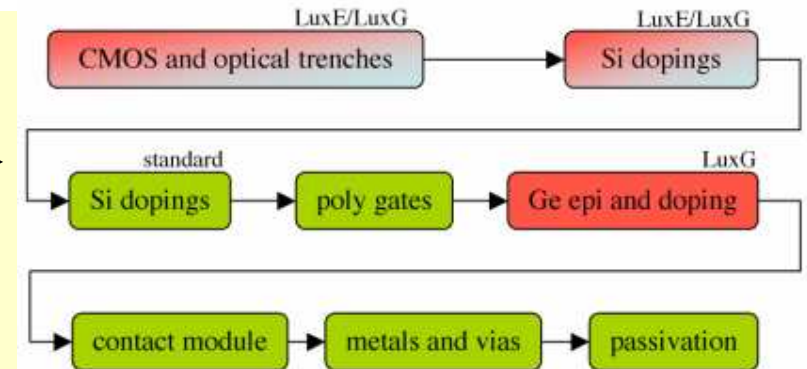 LuxE/LuxG
LuxE/LuxG
CMOS and optical trenches
Si dopings
standard
LuxG
Si dopings
poly gates
Ge epi and doping
contact module
metals and vias
passivation